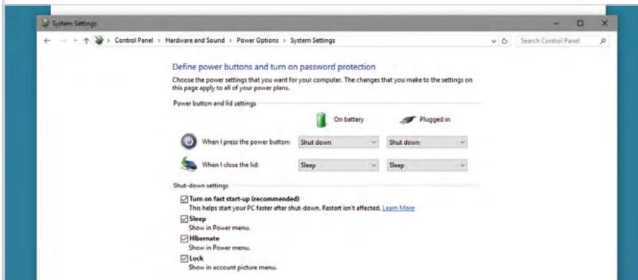 System Settings
Control Panel > Hardware and Sound > Power Options > System Settings
Search Control Panel
Define power buttons and turn on password protection
Choose the power settings that you want for your computer. The changes that you make to the settings on
this page apply to all of your power plans.
Power button and lid settings
On battery Plugged in
When I press the power button: Shut down Shut down
When I close the lid: Sleep Sleep
Shut-down settings
Turn on fast start-up (recommended)
This helps start your PC faster after shut-down. Restart isn't affected. Learn More
Sleep
Show in Power menu.
Hibernate
Show in Power menu.
Lock
Show in account picture menu.